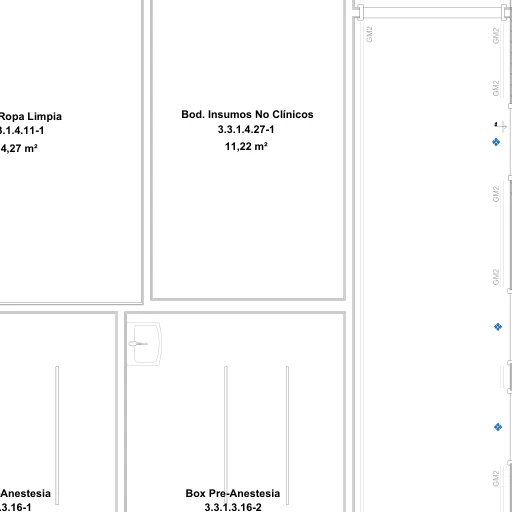 GM2
GM2
GM2
Ropa Limpia
3.1.4.11-1
4,27 m²
Bod. Insumos No Clínicos
3.3.1.4.27-1
11,22 m²
GM2
GM2
GM2
Anestesia
.3.16-1
Box Pre-Anestesia
3.3.1.3.16-2